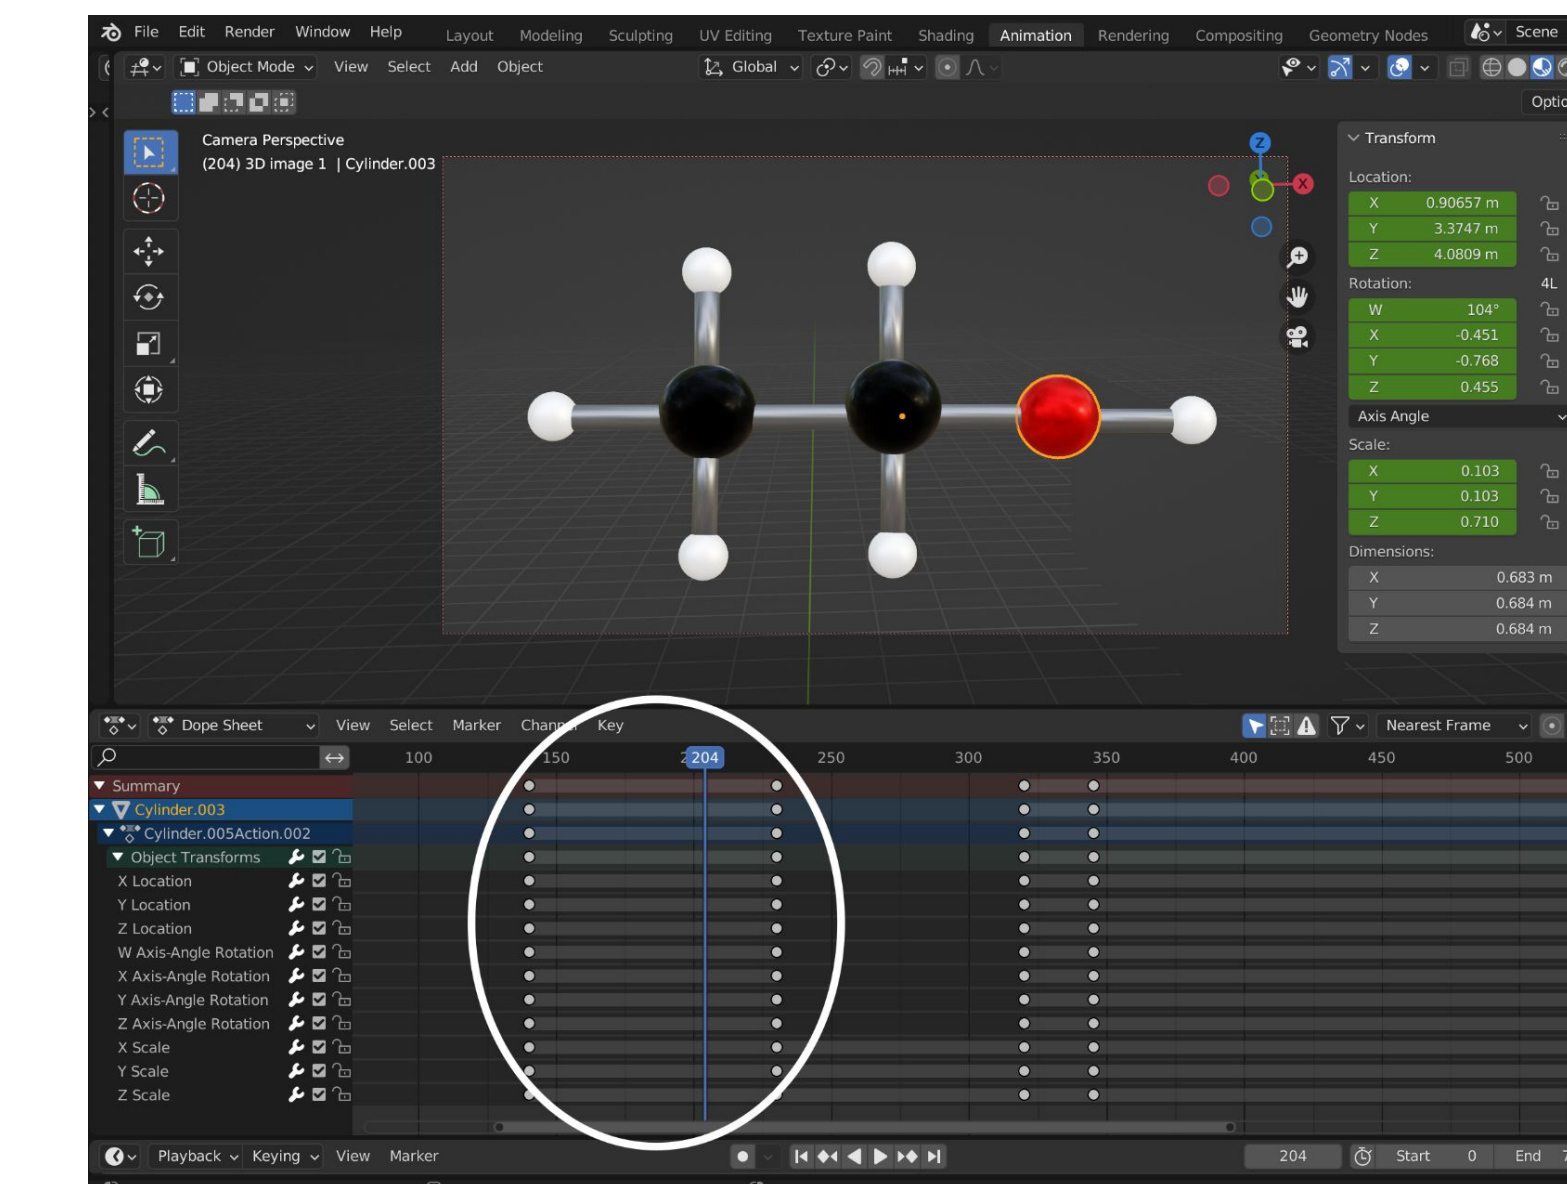 File Edit Render Window Help Layout Modeling Sculpting UV Editing Texture Paint Shading Animation Rendering Compositing Geometry Nodes Scene
Object Mode View Select Add Object Global
Optio
Camera Perspective
(204) 3D image 1 | Cylinder.003
Z
Y
X
Transform
Location:
X 0.90657 m
Y 3.3747 m
Z 4.0809 m
Rotation: 4L
W 104°
X -0.451
Y -0.768
Z 0.455
Axis Angle
Scale:
X 0.103
Y 0.103
Z 0.710
Dimensions:
X 0.683 m
Y 0.684 m
Z 0.684 m
Dope Sheet View Select Marker Channel Key Nearest Frame
100 150 2 204 250 300 350 400 450 500
Summary
Cylinder.003
Cylinder.005Action.002
Object Transforms
X Location
Y Location
Z Location
W Axis-Angle Rotation
X Axis-Angle Rotation
Y Axis-Angle Rotation
Z Axis-Angle Rotation
X Scale
Y Scale
Z Scale
Playback Keying View Marker 204 Start 0 End 7